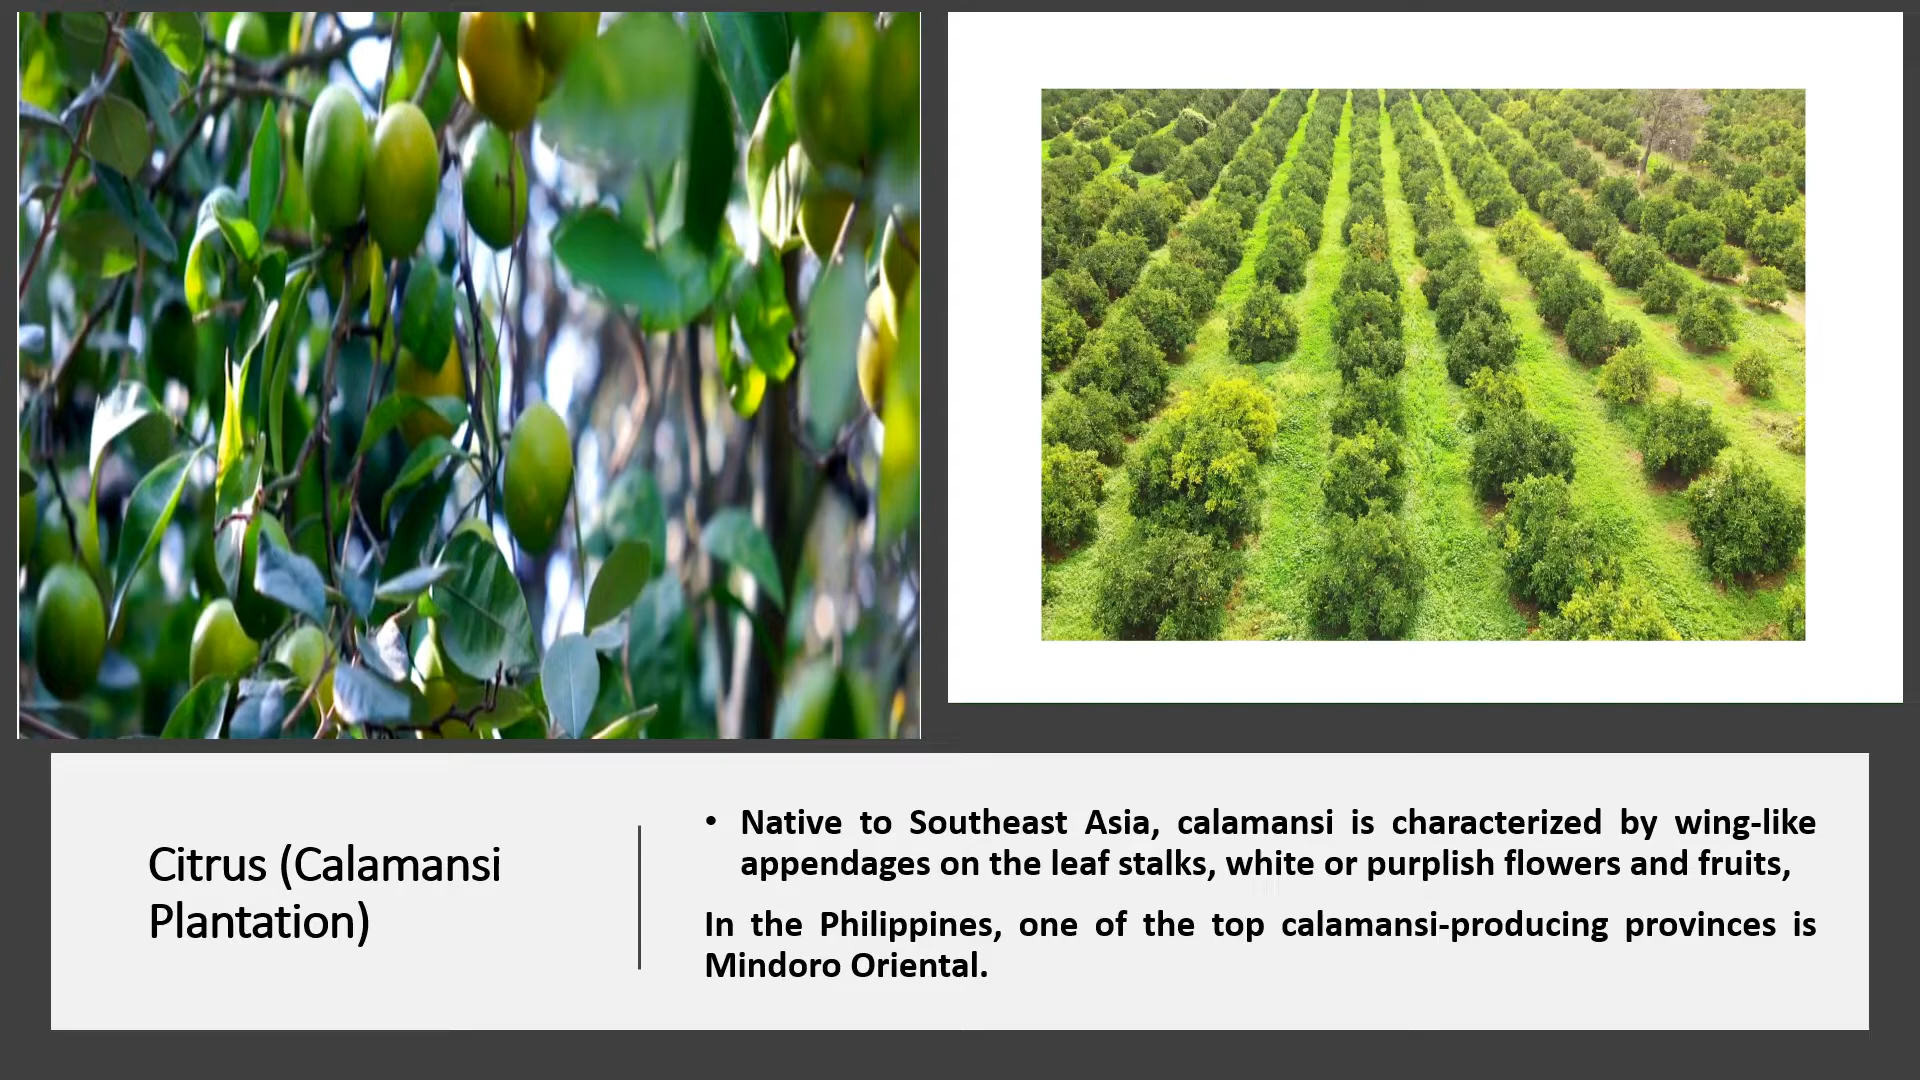 Citrus (Calamansi
Plantation)
• Native to Southeast Asia, calamansi is characterized by wing-like
appendages on the leaf stalks, white or purplish flowers and fruits,
In the Philippines, one of the top calamansi-producing provinces is
Mindoro Oriental.